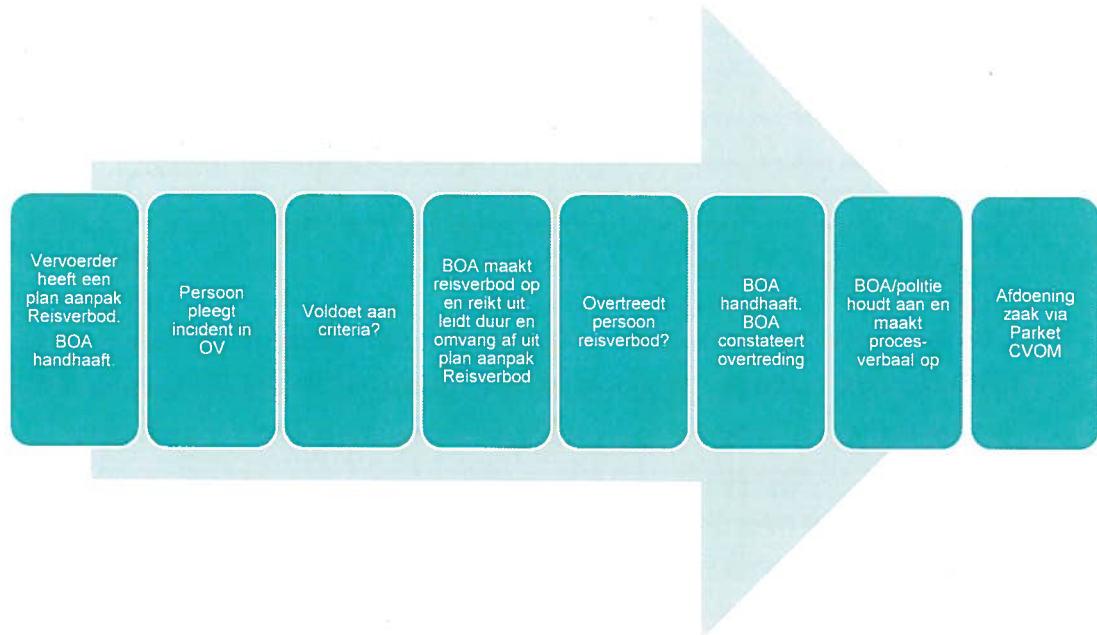 Vervoerder
heeft een
plan aanpak
Reisverbod.
BOA
handhaaft.
Persoon
pleegt
incident in
OV
Voldoet aan
criteria?
BOA maakt
reisverbod op
en reikt uit
leidt duur en
omvang af uit
plan aanpak
Reisverbod
Overtreedt
persoon
reisverbod?
BOA
handhaaft.
BOA
constateert
overtreding
BOA/politie
houdt aan en
maakt
proces-
verbaal op
Afdoening
zaak via
Parket
CVOM